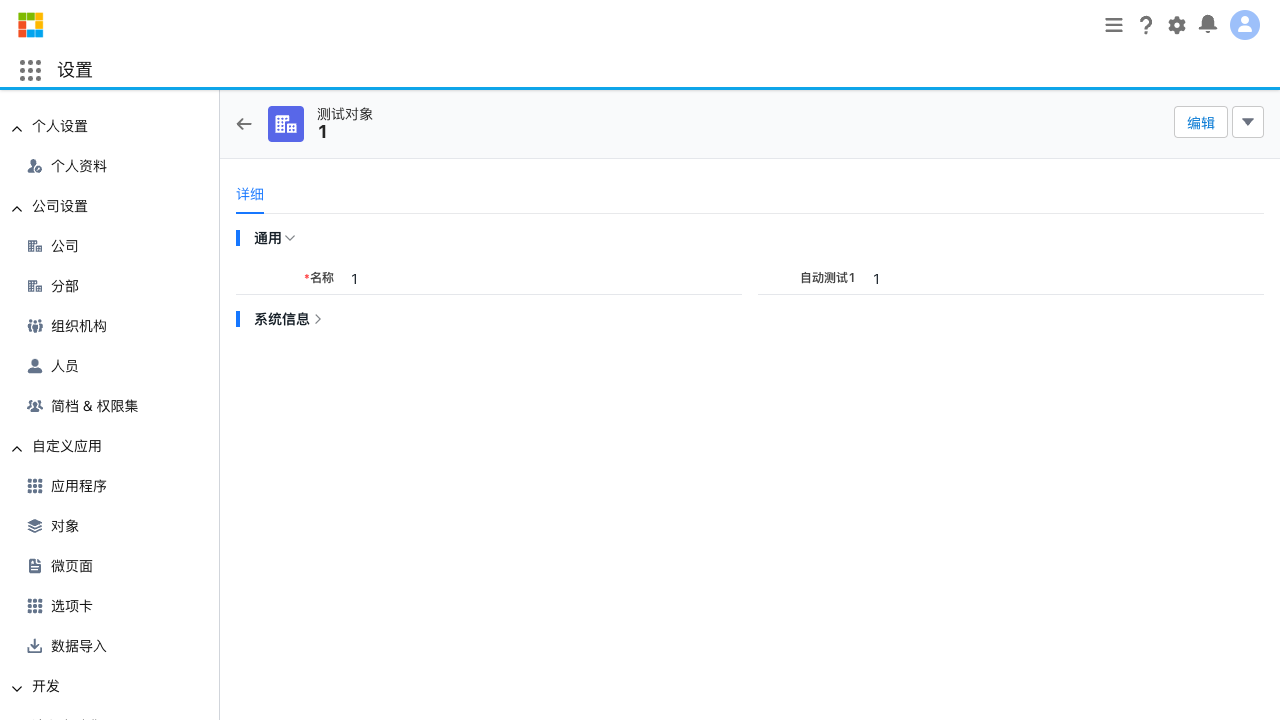 设置
个人设置
个人资料
公司设置
公司
分部
组织机构
人员
简档 & 权限集
自定义应用
应用程序
对象
微页面
选项卡
数据导入
开发
测试对象
1
编辑
详细
通用
*名称 1
自动测试1 1
系统信息